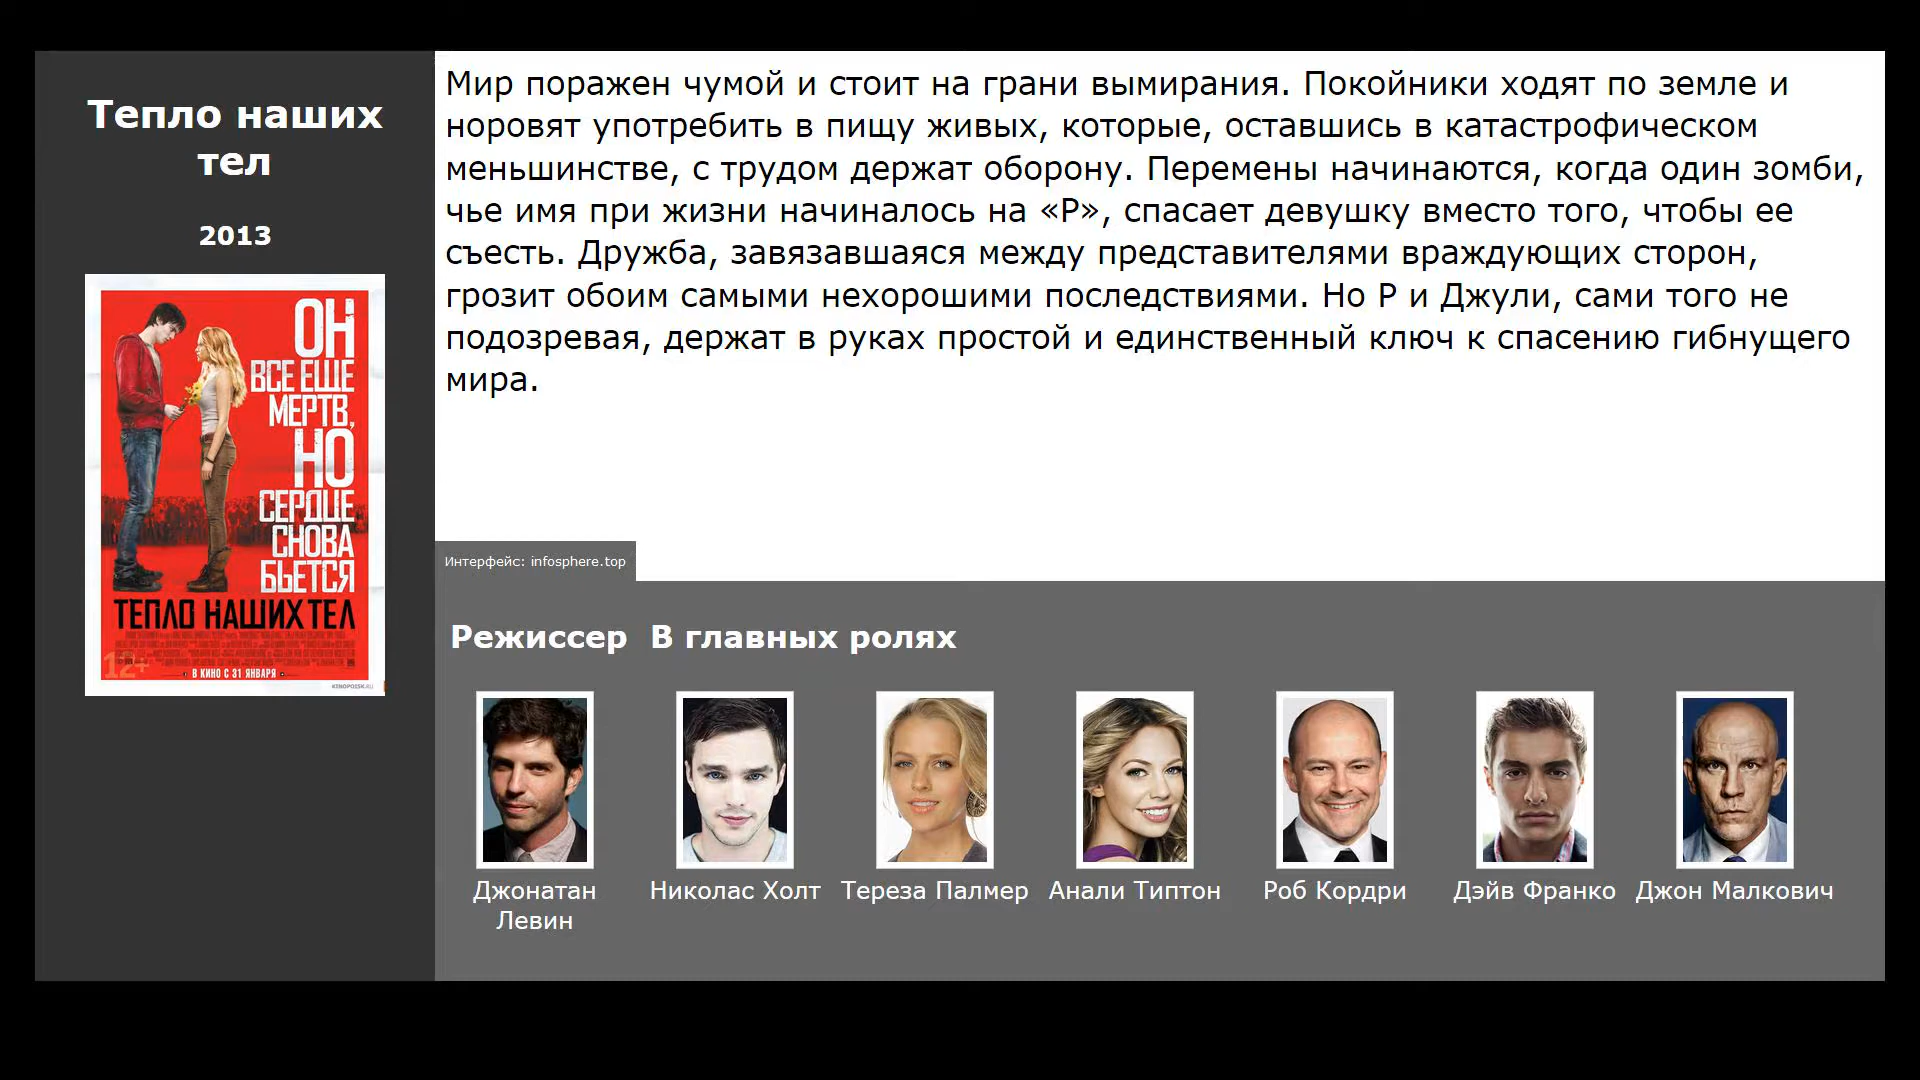 Тепло наших
тел
2013
ОН
ВСЕ ЕЩЕ
МЕРТВ,
НО
СЕРДЦЕ
СНОВА
БЬЕТСЯ
ТЕПЛО НАШИХ ТЕЛ
12+
В КИНО С 31 ЯНВАРЯ
KINOPOISK.RU
Мир поражен чумой и стоит на грани вымирания. Покойники ходят по земле и
норовят употребить в пищу живых, которые, оставшись в катастрофическом
меньшинстве, с трудом держат оборону. Перемены начинаются, когда один зомби,
чье имя при жизни начиналось на «Р», спасает девушку вместо того, чтобы ее
съесть. Дружба, завязавшаяся между представителями враждующих сторон,
грозит обоим самыми нехорошими последствиями. Но Р и Джули, сами того не
подозревая, держат в руках простой и единственный ключ к спасению гибнущего
мира.
Интерфейс: infosphere.top
Режиссер В главных ролях
Джонатан
Левин
Николас Холт
Тереза Палмер
Анали Типтон
Роб Кордри
Дэйв Франко
Джон Малкович